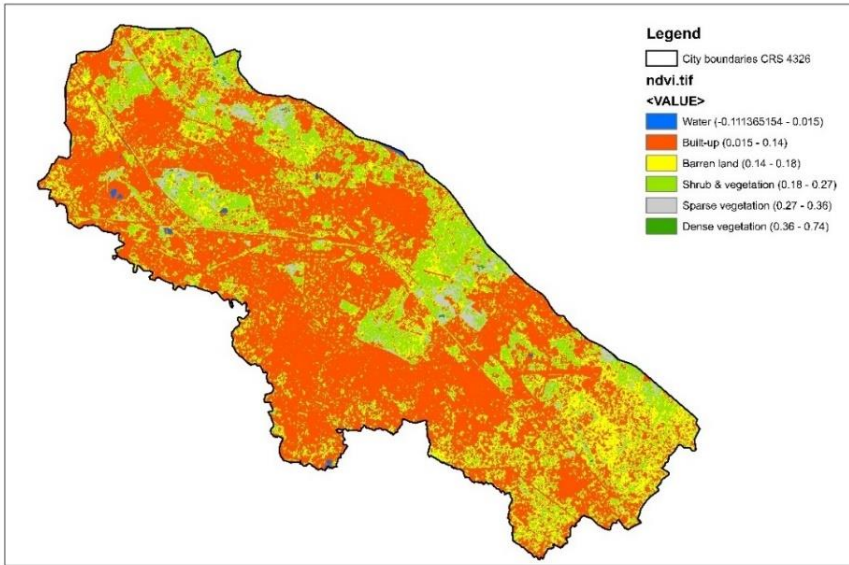 Legend
City boundaries CRS 4326
ndvi.tif
<VALUE>
Water (-0.111365154 - 0.015)
Built-up (0.015 - 0.14)
Barren land (0.14 - 0.18)
Shrub & vegetation (0.18 - 0.27)
Sparse vegetation (0.27 - 0.36)
Dense vegetation (0.36 - 0.74)